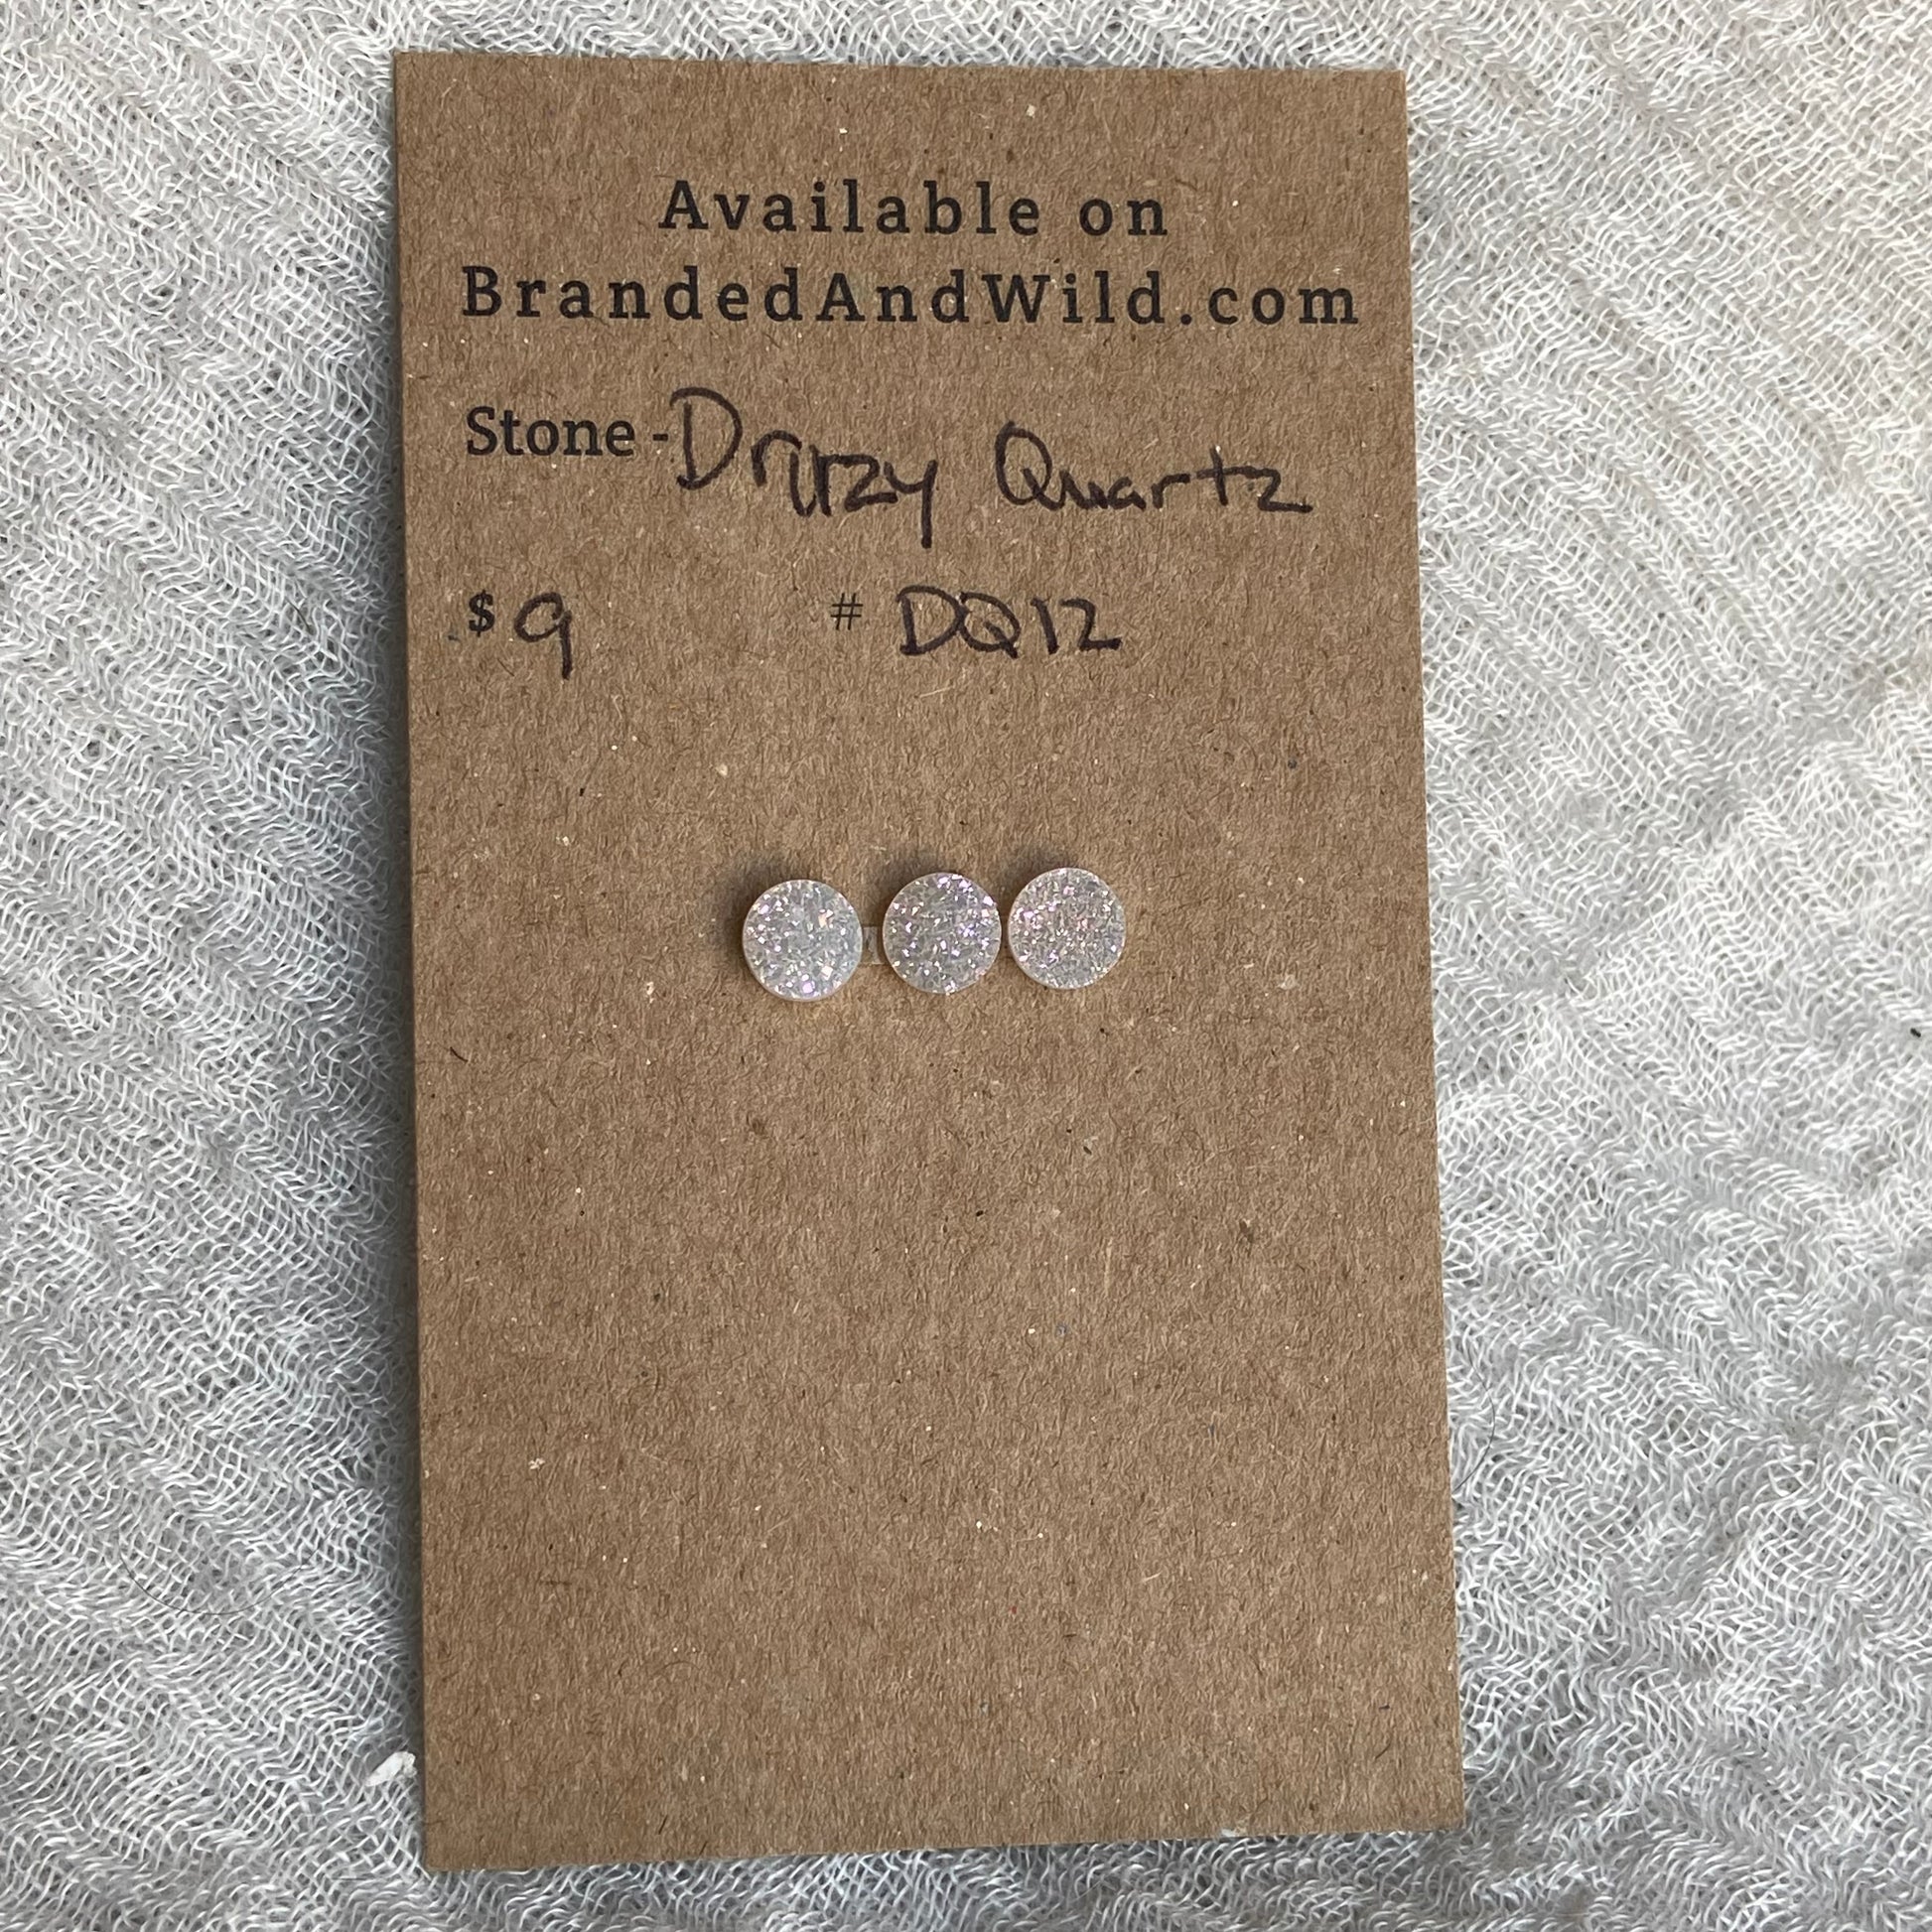 Available on
BrandedAndWild.com
Stone - Druzy Quartz
$ 9 # DQ12